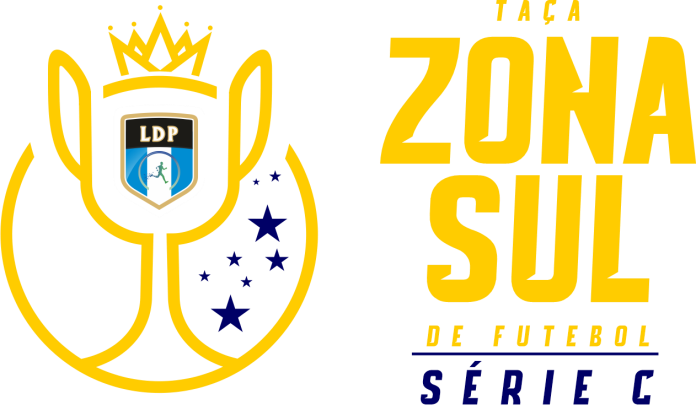 LDP
TAÇA
ZONA
SUL
DE FUTEBOL
SÉRIE C